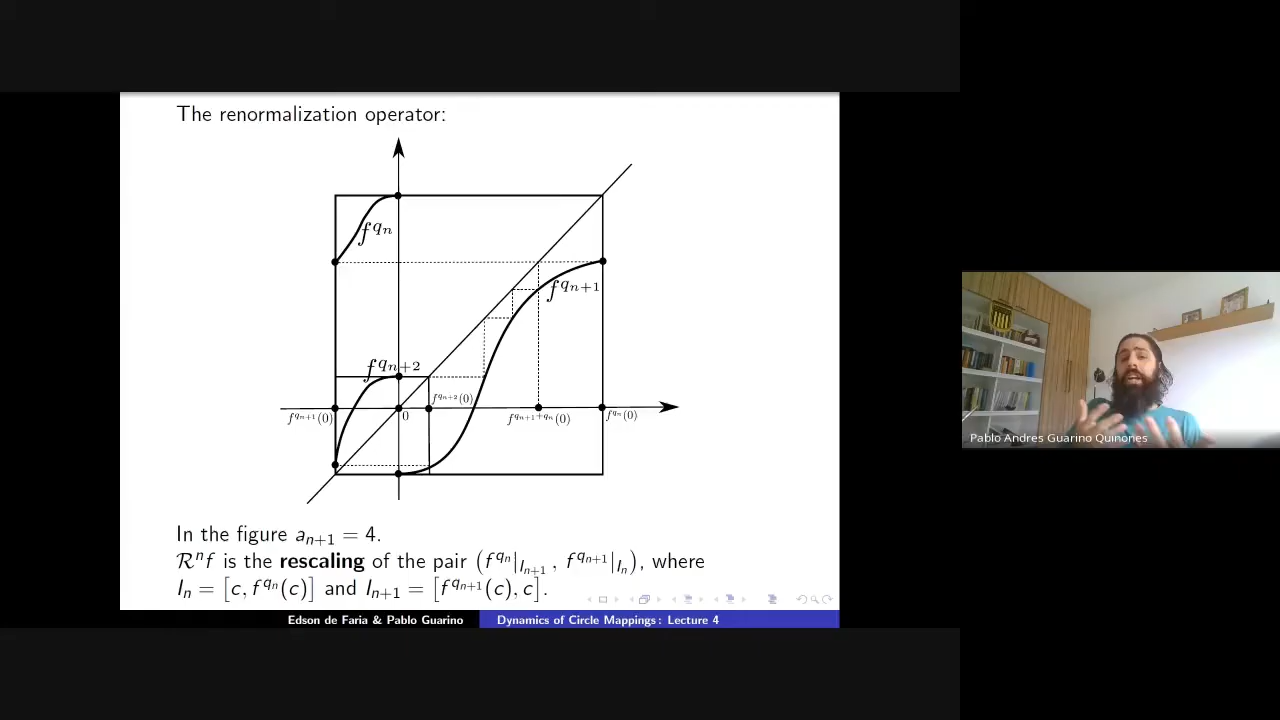 The renormalization operator:
f^{q_n}
f^{q_{n+1}}
f^{q_{n+2}}
f^{q_{n+2}}(0)
f^{q_{n+1}}(0)
0
f^{q_{n+1}+q_n}(0)
f^{q_n}(0)
In the figure a_{n+1} = 4.
ℛ^n f is the rescaling of the pair (f^{q_n}|_{I_{n+1}}, f^{q_{n+1}}|_{I_n}), where
I_n = [c, f^{q_n}(c)] and I_{n+1} = [f^{q_{n+1}}(c), c].
Edson de Faria & Pablo Guarino
Dynamics of Circle Mappings: Lecture 4
Pablo Andres Guarino Quinones